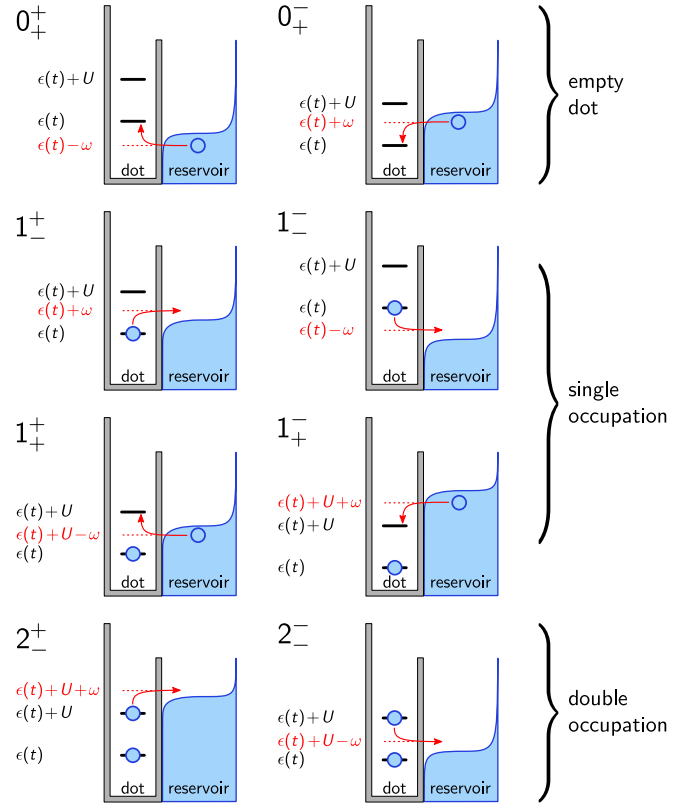 0₊⁺
ϵ(t)+U
ϵ(t)
ϵ(t)−ω
dot
reservoir
0₊⁻
ϵ(t)+U
ϵ(t)+ω
ϵ(t)
dot
reservoir
empty
dot
1₋⁺
ϵ(t)+U
ϵ(t)+ω
ϵ(t)
dot
reservoir
1₋⁻
ϵ(t)+U
ϵ(t)
ϵ(t)−ω
dot
reservoir
single
occupation
1₊⁺
ϵ(t)+U
ϵ(t)+U−ω
ϵ(t)
dot
reservoir
1₊⁻
ϵ(t)+U+ω
ϵ(t)+U
ϵ(t)
dot
reservoir
2₋⁺
ϵ(t)+U+ω
ϵ(t)+U
ϵ(t)
dot
reservoir
2₋⁻
ϵ(t)+U
ϵ(t)+U−ω
ϵ(t)
dot
reservoir
double
occupation